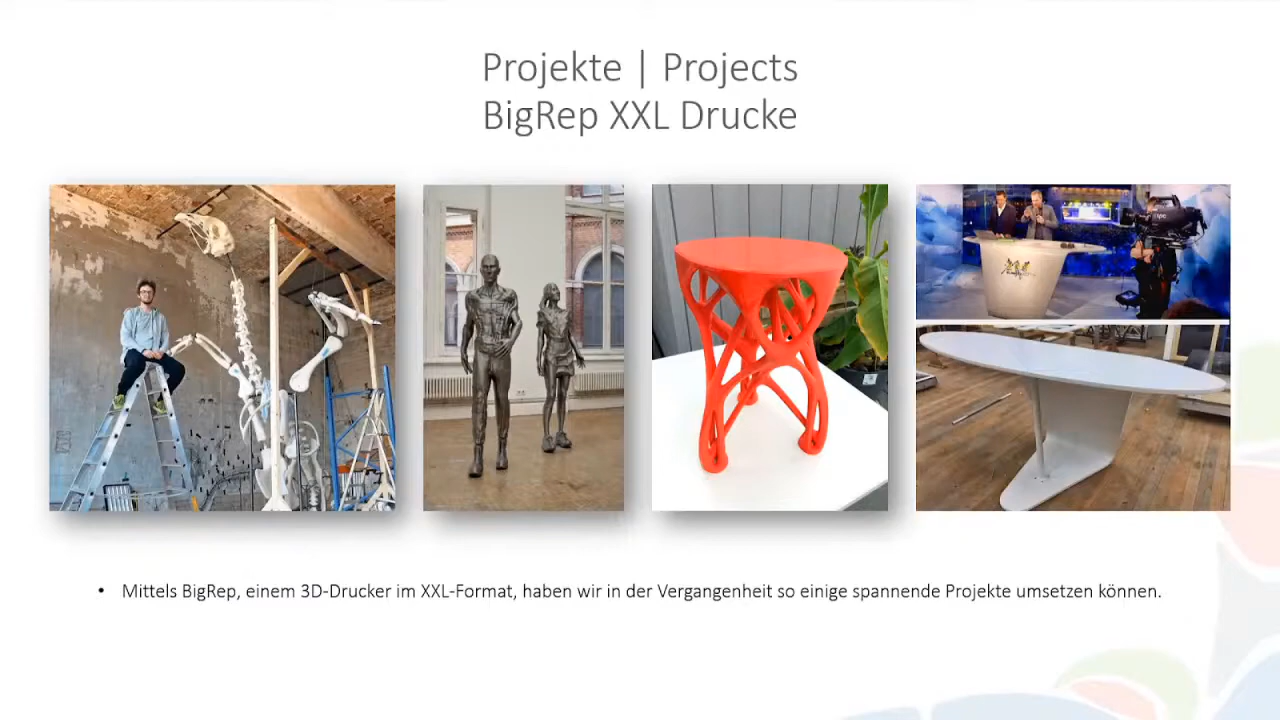 Projekte | Projects
BigRep XXL Drucke
• Mittels BigRep, einem 3D-Drucker im XXL-Format, haben wir in der Vergangenheit so einige spannende Projekte umsetzen können.